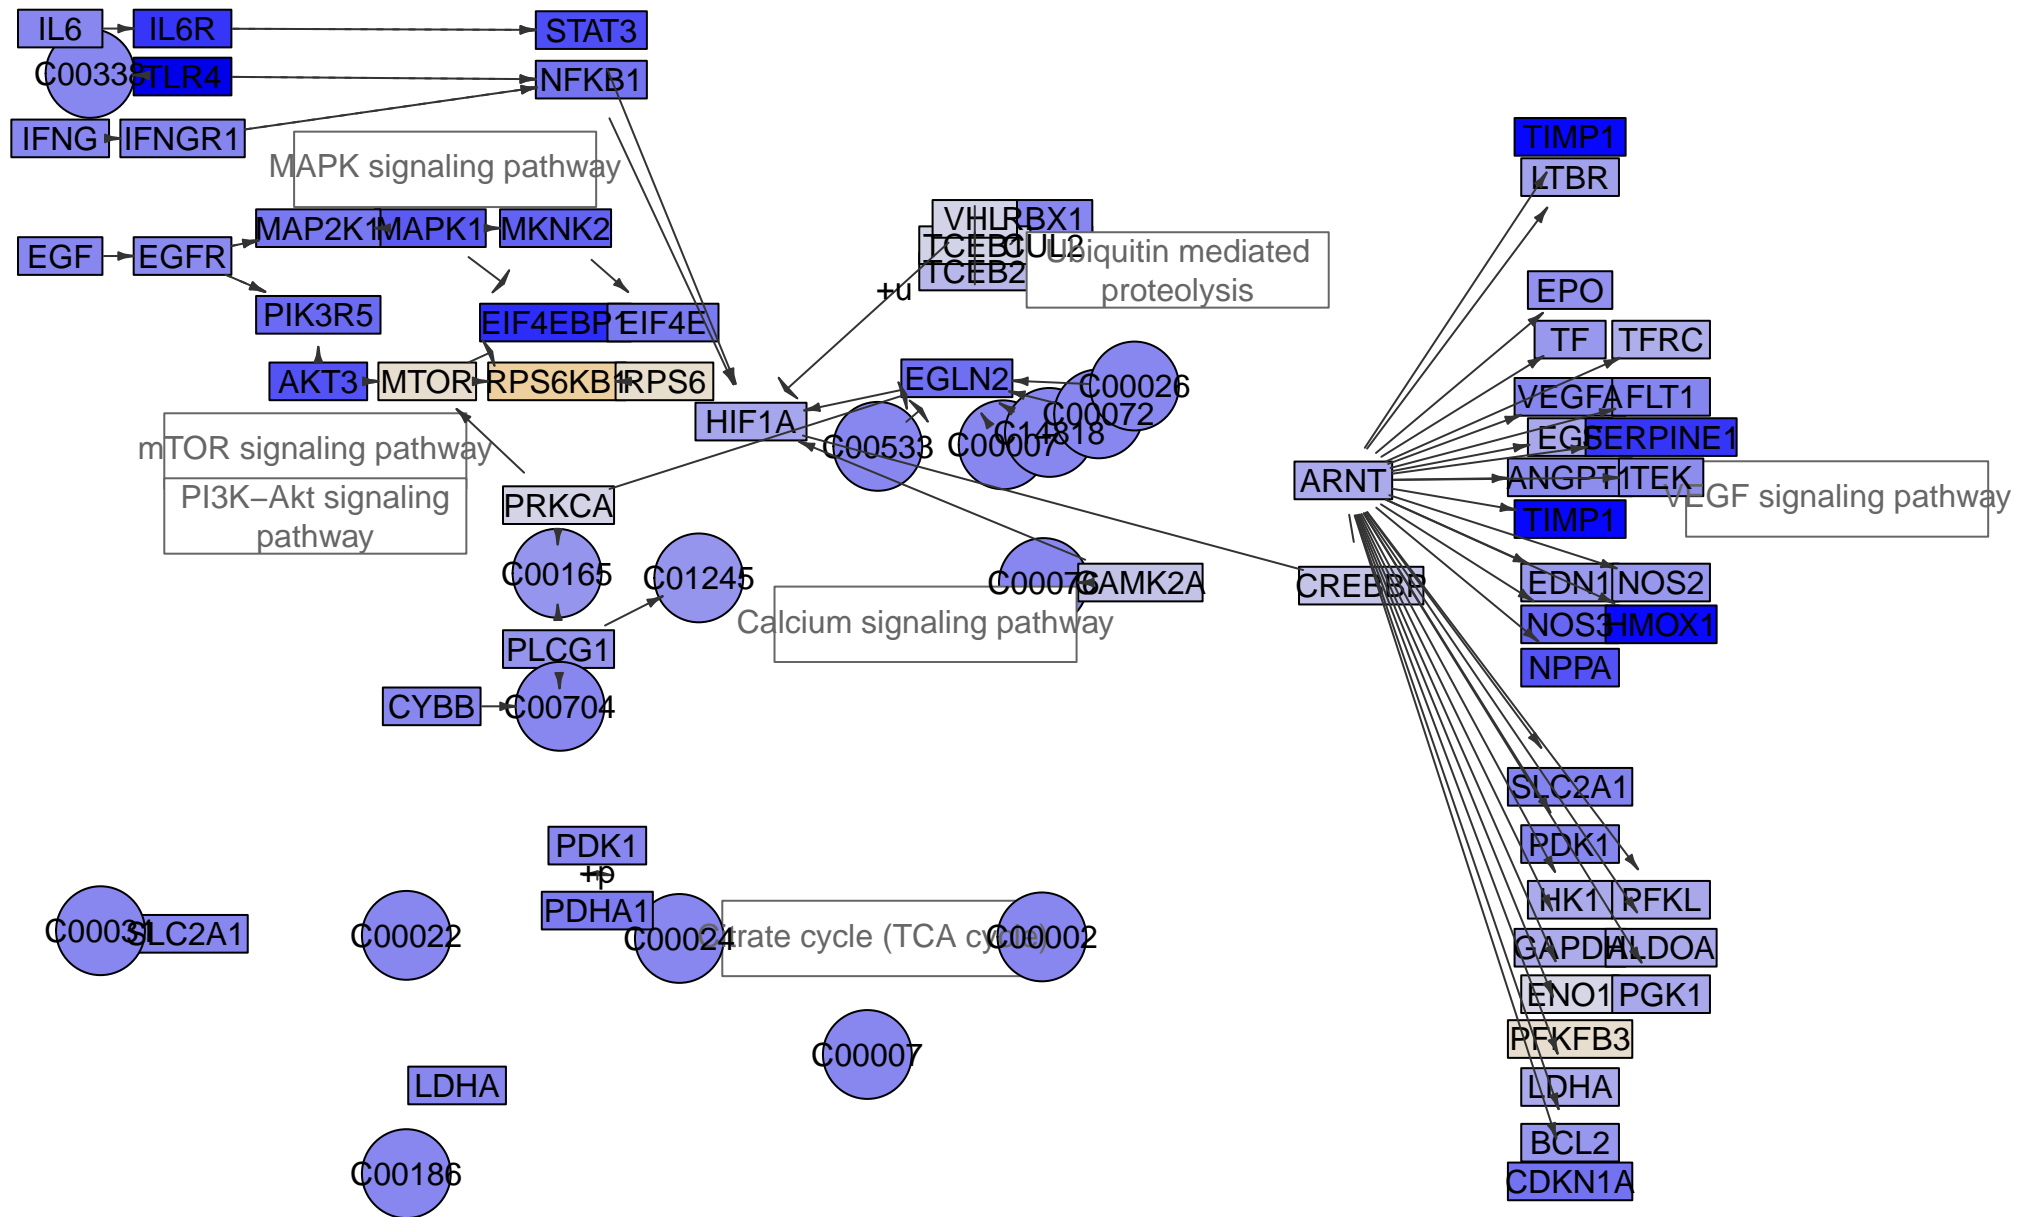 IL6
IL6R
STAT3
C00338
TLR4
NFKB1
IFNG
IFNGR1
MAPK signaling pathway
TIMP1
LTBR
MAP2K1
MAPK1
MKNK2
VHL
RBX1
TCEB1
CUL2
TCEB2
Ubiquitin mediated
proteolysis
+u
EGF
EGFR
PIK3R5
EIF4EBP1
EIF4E
EPO
TF
TFRC
AKT3
MTOR
RPS6KB1
RPS6
EGLN2
C00026
C00072
C14818
C00007
C00533
HIF1A
VEGFA
FLT1
EGF
SERPINE1
mTOR signaling pathway
PI3K–Akt signaling
pathway
PRKCA
ARNT
ANGPT1
TEK
VEGF signaling pathway
TIMP1
C00165
C01245
C00076
CAMK2A
CREBBP
EDN1
NOS2
Calcium signaling pathway
NOS3
HMOX1
PLCG1
NPPA
CYBB
C00704
SLC2A1
PDK1
+p
PDK1
PDHA1
HK1
PFKL
C00031
SLC2A1
C00022
C00024
Citrate cycle (TCA cycle)
C00002
GAPDH
ALDOA
ENO1
PGK1
PFKFB3
C00007
LDHA
LDHA
BCL2
C00186
CDKN1A